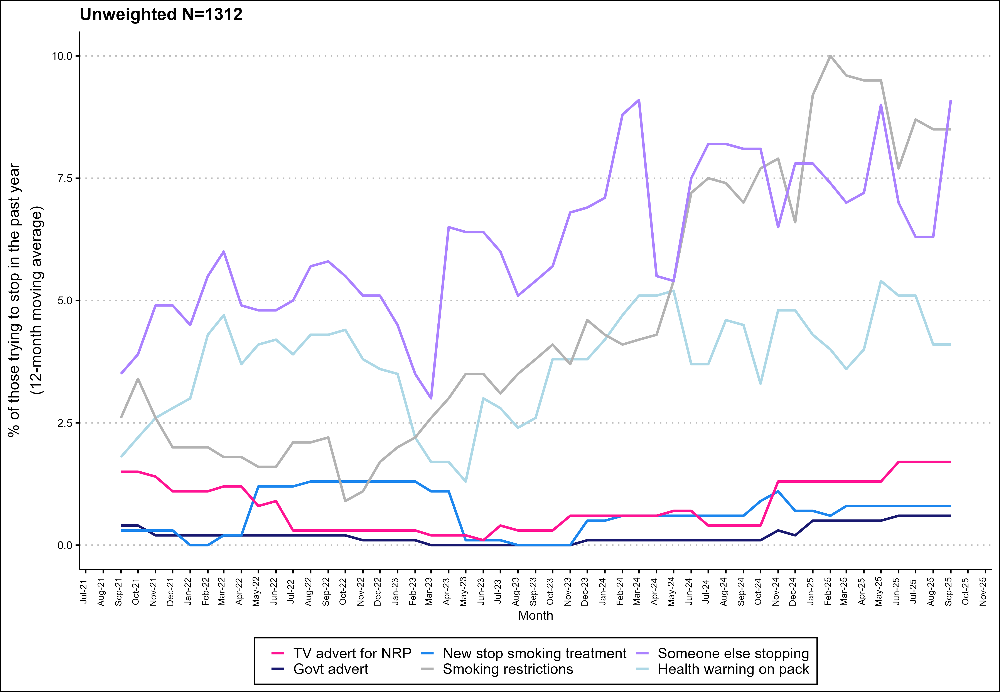 Unweighted N=1312
% of those trying to stop in the past year
(12-month moving average)
10.0
7.5
5.0
2.5
0.0
Jul-21
Aug-21
Sep-21
Oct-21
Nov-21
Dec-21
Jan-22
Feb-22
Mar-22
Apr-22
May-22
Jun-22
Jul-22
Aug-22
Sep-22
Oct-22
Nov-22
Dec-22
Jan-23
Feb-23
Mar-23
Apr-23
May-23
Jun-23
Jul-23
Aug-23
Sep-23
Oct-23
Nov-23
Dec-23
Jan-24
Feb-24
Mar-24
Apr-24
May-24
Jun-24
Jul-24
Aug-24
Sep-24
Oct-24
Nov-24
Dec-24
Jan-25
Feb-25
Mar-25
Apr-25
May-25
Jun-25
Jul-25
Aug-25
Sep-25
Oct-25
Nov-25
Month
TV advert for NRP
New stop smoking treatment
Someone else stopping
Govt advert
Smoking restrictions
Health warning on pack